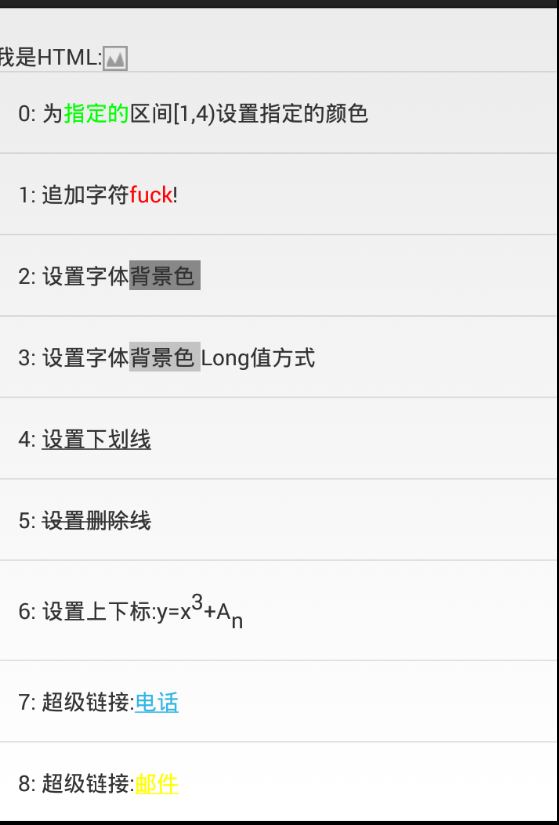 我是HTML:
0: 为指定的区间[1,4)设置指定的颜色
1: 追加字符fuck!
2: 设置字体背景色
3: 设置字体背景色 Long值方式
4: 设置下划线
5: 设置删除线
6: 设置上下标:y=x³+Aₙ
7: 超级链接:电话
8: 超级链接:邮件